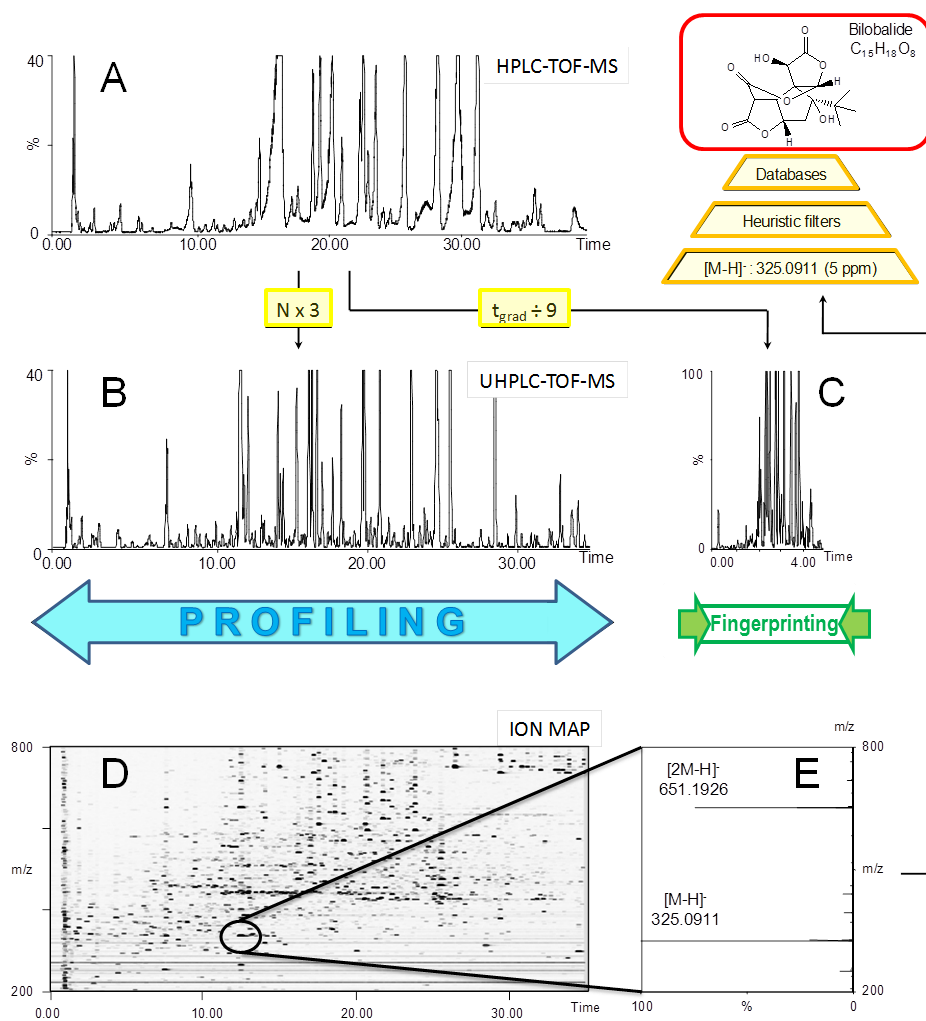 A
HPLC-TOF-MS
40
%
0
0.00
10.00
20.00
30.00
Time
Bilobalide
C₁₅H₁₈O₈
O
HO
O
O
H
O
O
OH
O
H
Databases
Heuristic filters
[M-H]⁻ : 325.0911 (5 ppm)
N x 3
t_grad ÷ 9
B
UHPLC-TOF-MS
40
%
0
0.00
10.00
20.00
30.00
Time
C
100
%
0
0.00
4.00
Time
PROFILING
Fingerprinting
ION MAP
D
800
m/z
200
0.00
10.00
20.00
30.00
Time
E
m/z
800
m/z
200
[2M-H]⁻
651.1926
[M-H]⁻
325.0911
100
%
0